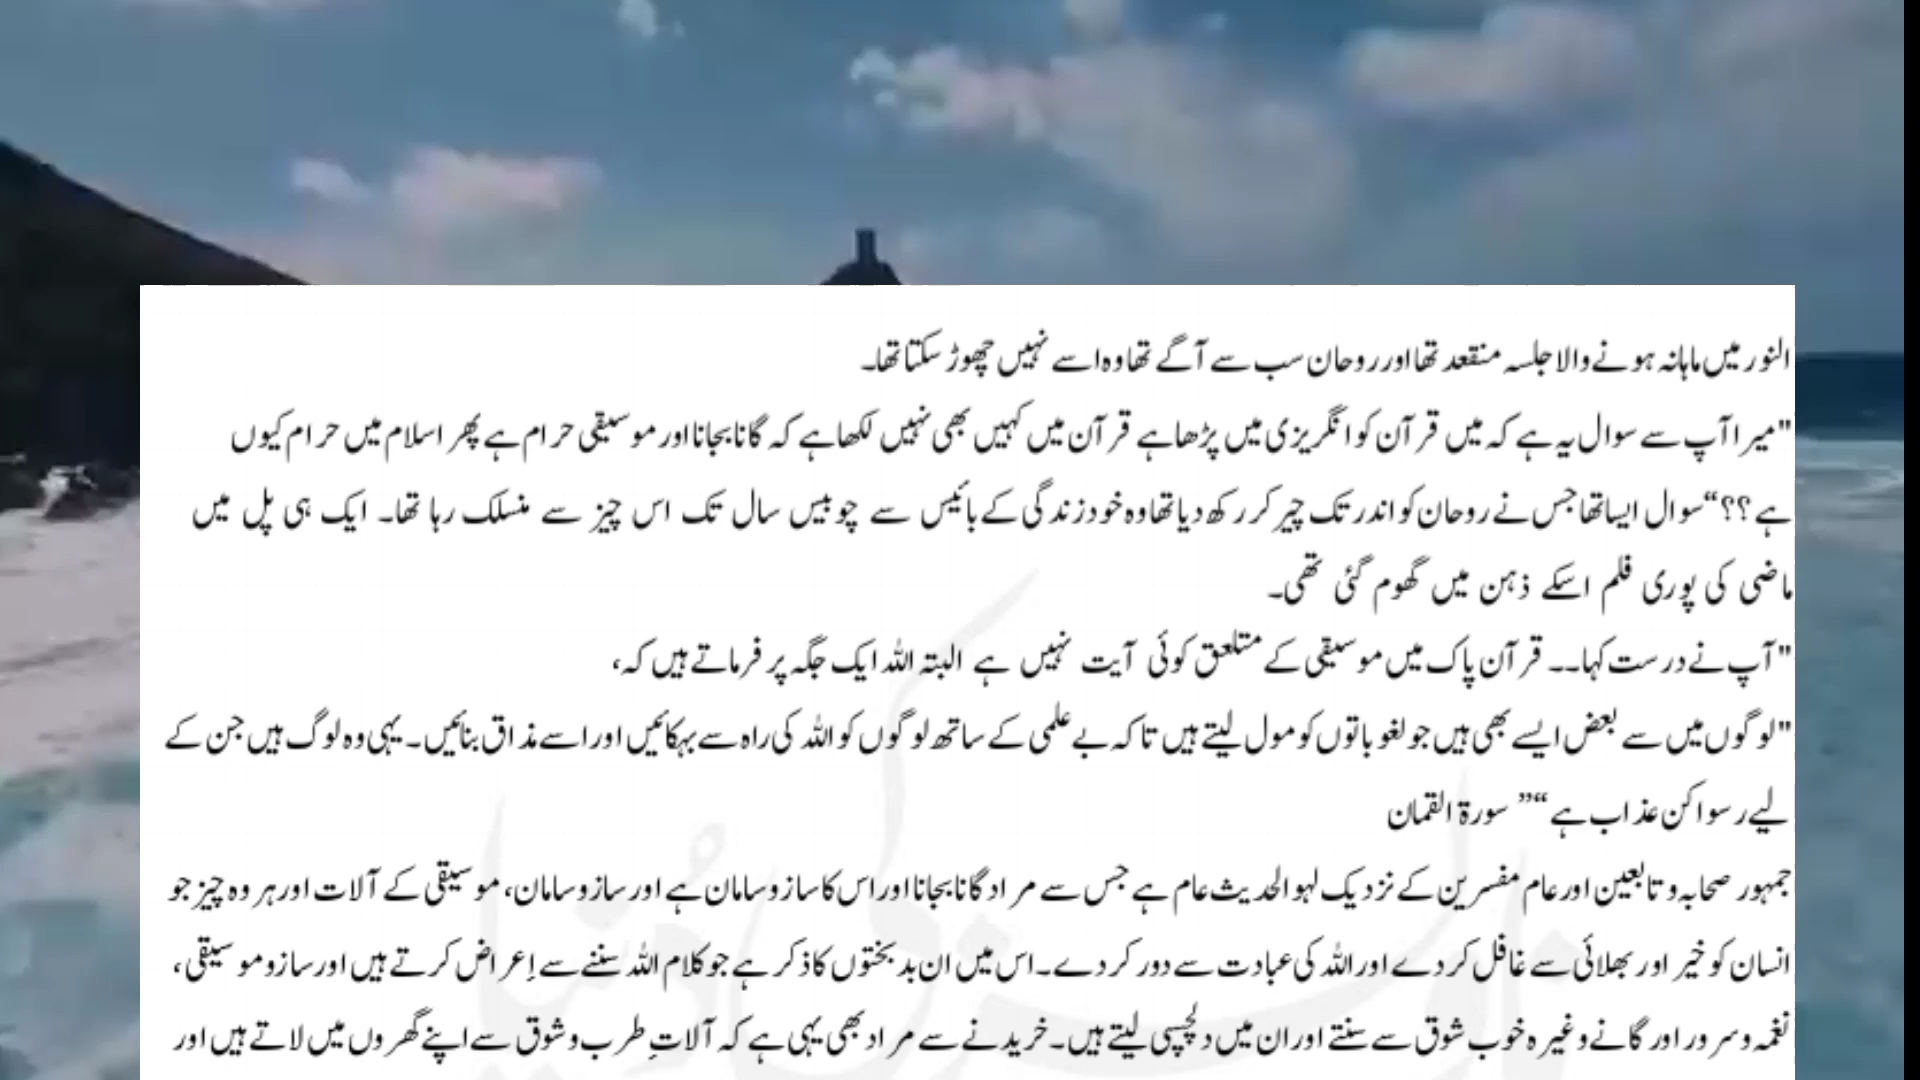 النور میں ماہانہ ہونے والا جلسہ منقعد تھا اور روحان سب سے آگے تھا وہ اسے نہیں چھوڑ سکتا تھا۔
"میرا آپ سے سوال یہ ہے کہ میں قرآن کو انگریزی میں پڑھا ہے قرآن میں کہیں بھی نہیں لکھا ہے کہ گانا بجانا اور موسیقی حرام ہے پھر اسلام میں حرام کیوں
ہے؟؟“ سوال ایسا تھا جس نے روحان کو اندر تک چیر کر رکھ دیا تھا وہ خود زندگی کے بائیس سے چوبیس سال تک اس چیز سے منسلک رہا تھا۔ ایک ہی پل میں
ماضی کی پوری فلم اسکے ذہن میں گھوم گئی تھی۔
"آپ نے درست کہا۔۔ قرآن پاک میں موسیقی کے متلعق کوئی آیت نہیں ہے البتہ اللہ ایک جگہ پر فرماتے ہیں کہ،
"لوگوں میں سے بعض ایسے بھی ہیں جو لغو باتوں کو مول لیتے ہیں تاکہ بے علمی کے ساتھ لوگوں کو اللہ کی راہ سے بہکائیں اور اسے مذاق بنائیں۔ یہی وہ لوگ ہیں جن کے
لیے رسوا کن عذاب ہے“” سورۃ القمان
جمہور صحابہ و تابعین اور عام مفسرین کے نزدیک لہو الحدیث عام ہے جس سے مراد گانا بجانا اور اس کا ساز و سامان ہے اور ساز و سامان، موسیقی کے آلات اور ہر وہ چیز جو
انسان کو خیر اور بھلائی سے غافل کر دے اور اللہ کی عبادت سے دور کر دے۔ اس میں ان بدبختوں کا ذکر ہے جو کلام اللہ سننے سے اِعراض کرتے ہیں اور ساز و موسیقی،
نغمہ و سرور اور گانے وغیرہ خوب شوق سے سنتے اور ان میں دلچسپی لیتے ہیں۔ خریدنے سے مراد بھی یہی ہے کہ آلاتِ طرب و شوق سے اپنے گھروں میں لاتے ہیں اور